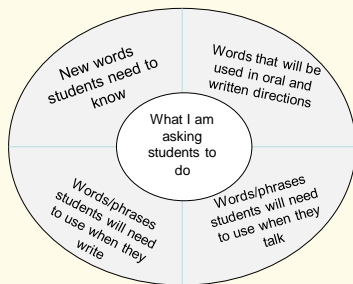 New words
students need to
know
Words that will be
used in oral and
written directions
What I am
asking
students to
do
Words/phrases
students will need
to use when they
write
Words/phrases
students will need
to use when they
talk